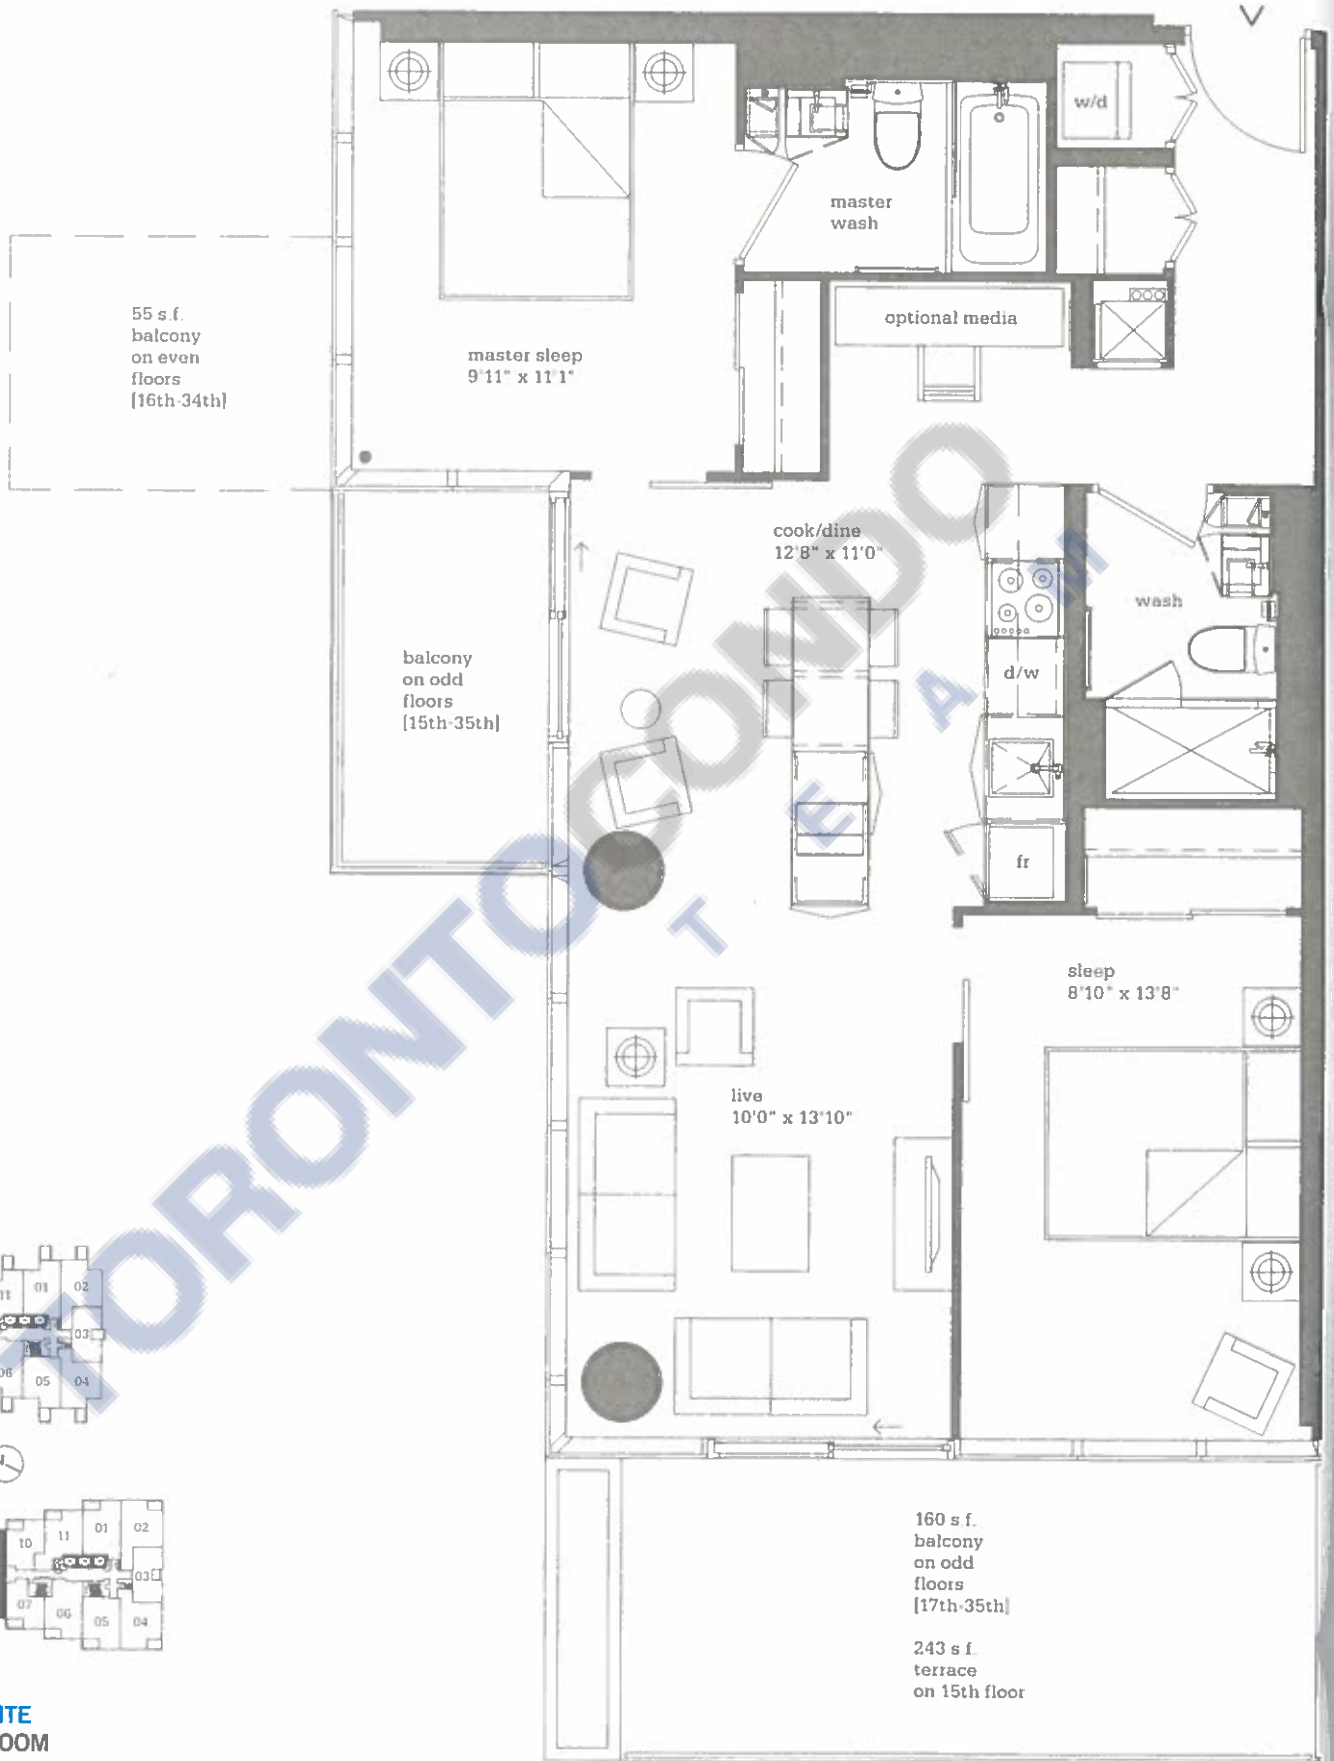 w/d
master
wash
55 s.f.
balcony
on even
floors
[16th-34th]
optional media
master sleep
9'11" x 11'1"
cook/dine
12'8" x 11'0"
wash
balcony
on odd
floors
[15th-35th]
d/w
fr
sleep
8'10" x 13'8"
live
10'0" x 13'10"
TORONTO CONDO
TEAM
11
01
02
03
06
05
04
N
10
11
01
02
03
07
06
05
04
160 s.f.
balcony
on odd
floors
[17th-35th]
243 s.f.
terrace
on 15th floor
ITE
OOM